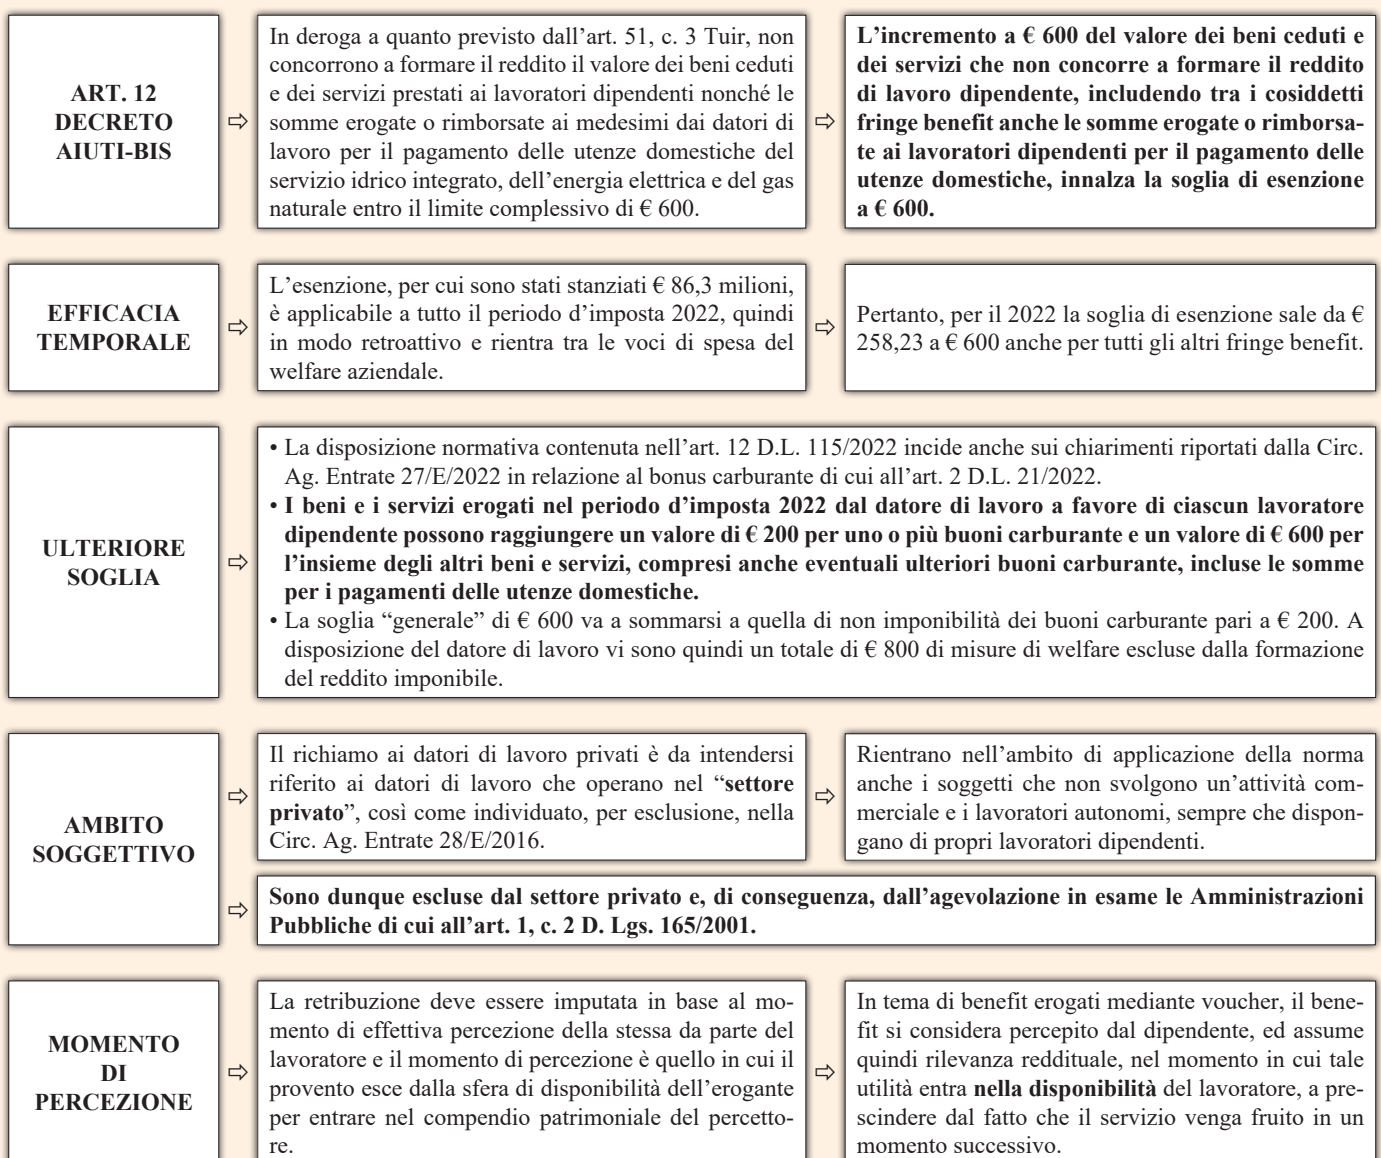 ART. 12
DECRETO
AIUTI-BIS
⇨
In deroga a quanto previsto dall’art. 51, c. 3 Tuir, non
concorrono a formare il reddito il valore dei beni ceduti
e dei servizi prestati ai lavoratori dipendenti nonché le
somme erogate o rimborsate ai medesimi dai datori di
lavoro per il pagamento delle utenze domestiche del
servizio idrico integrato, dell’energia elettrica e del gas
naturale entro il limite complessivo di € 600.
⇨
L’incremento a € 600 del valore dei beni ceduti e
dei servizi che non concorre a formare il reddito
di lavoro dipendente, includendo tra i cosiddetti
fringe benefit anche le somme erogate o rimborsa-
te ai lavoratori dipendenti per il pagamento delle
utenze domestiche, innalza la soglia di esenzione
a € 600.
EFFICACIA
TEMPORALE
⇨
L’esenzione, per cui sono stati stanziati € 86,3 milioni,
è applicabile a tutto il periodo d’imposta 2022, quindi
in modo retroattivo e rientra tra le voci di spesa del
welfare aziendale.
⇨
Pertanto, per il 2022 la soglia di esenzione sale da €
258,23 a € 600 anche per tutti gli altri fringe benefit.
ULTERIORE
SOGLIA
⇨
• La disposizione normativa contenuta nell’art. 12 D.L. 115/2022 incide anche sui chiarimenti riportati dalla Circ.
Ag. Entrate 27/E/2022 in relazione al bonus carburante di cui all’art. 2 D.L. 21/2022.
• I beni e i servizi erogati nel periodo d’imposta 2022 dal datore di lavoro a favore di ciascun lavoratore
dipendente possono raggiungere un valore di € 200 per uno o più buoni carburante e un valore di € 600 per
l’insieme degli altri beni e servizi, compresi anche eventuali ulteriori buoni carburante, incluse le somme
per i pagamenti delle utenze domestiche.
• La soglia “generale” di € 600 va a sommarsi a quella di non imponibilità dei buoni carburante pari a € 200. A
disposizione del datore di lavoro vi sono quindi un totale di € 800 di misure di welfare escluse dalla formazione
del reddito imponibile.
AMBITO
SOGGETTIVO
⇨
Il richiamo ai datori di lavoro privati è da intendersi
riferito ai datori di lavoro che operano nel “settore
privato”, così come individuato, per esclusione, nella
Circ. Ag. Entrate 28/E/2016.
⇨
Rientrano nell’ambito di applicazione della norma
anche i soggetti che non svolgono un’attività com-
merciale e i lavoratori autonomi, sempre che dispon-
gano di propri lavoratori dipendenti.
⇨
Sono dunque escluse dal settore privato e, di conseguenza, dall’agevolazione in esame le Amministrazioni
Pubbliche di cui all’art. 1, c. 2 D. Lgs. 165/2001.
MOMENTO
DI
PERCEZIONE
⇨
La retribuzione deve essere imputata in base al mo-
mento di effettiva percezione della stessa da parte del
lavoratore e il momento di percezione è quello in cui il
provento esce dalla sfera di disponibilità dell’erogante
per entrare nel compendio patrimoniale del percetto-
re.
⇨
In tema di benefit erogati mediante voucher, il bene-
fit si considera percepito dal dipendente, ed assume
quindi rilevanza reddituale, nel momento in cui tale
utilità entra nella disponibilità del lavoratore, a pre-
scindere dal fatto che il servizio venga fruito in un
momento successivo.